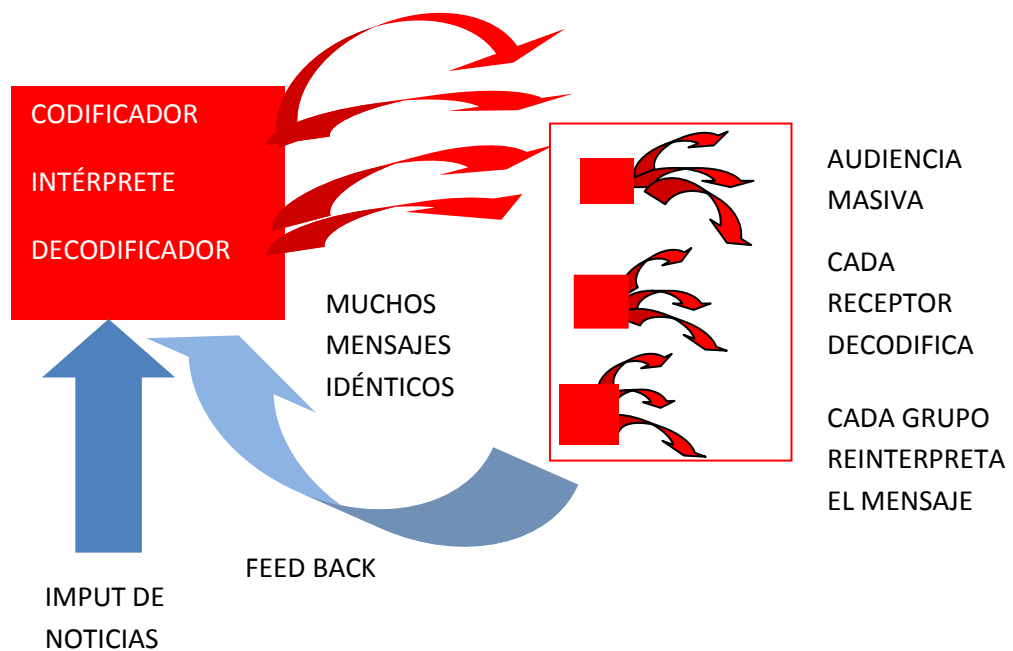 CODIFICADOR
INTÉRPRETE
DECODIFICADOR
MUCHOS
MENSAJES
IDÉNTICOS
AUDIENCIA
MASIVA
CADA
RECEPTOR
DECODIFICA
CADA GRUPO
REINTERPRETA
EL MENSAJE
FEED BACK
IMPUT DE
NOTICIAS